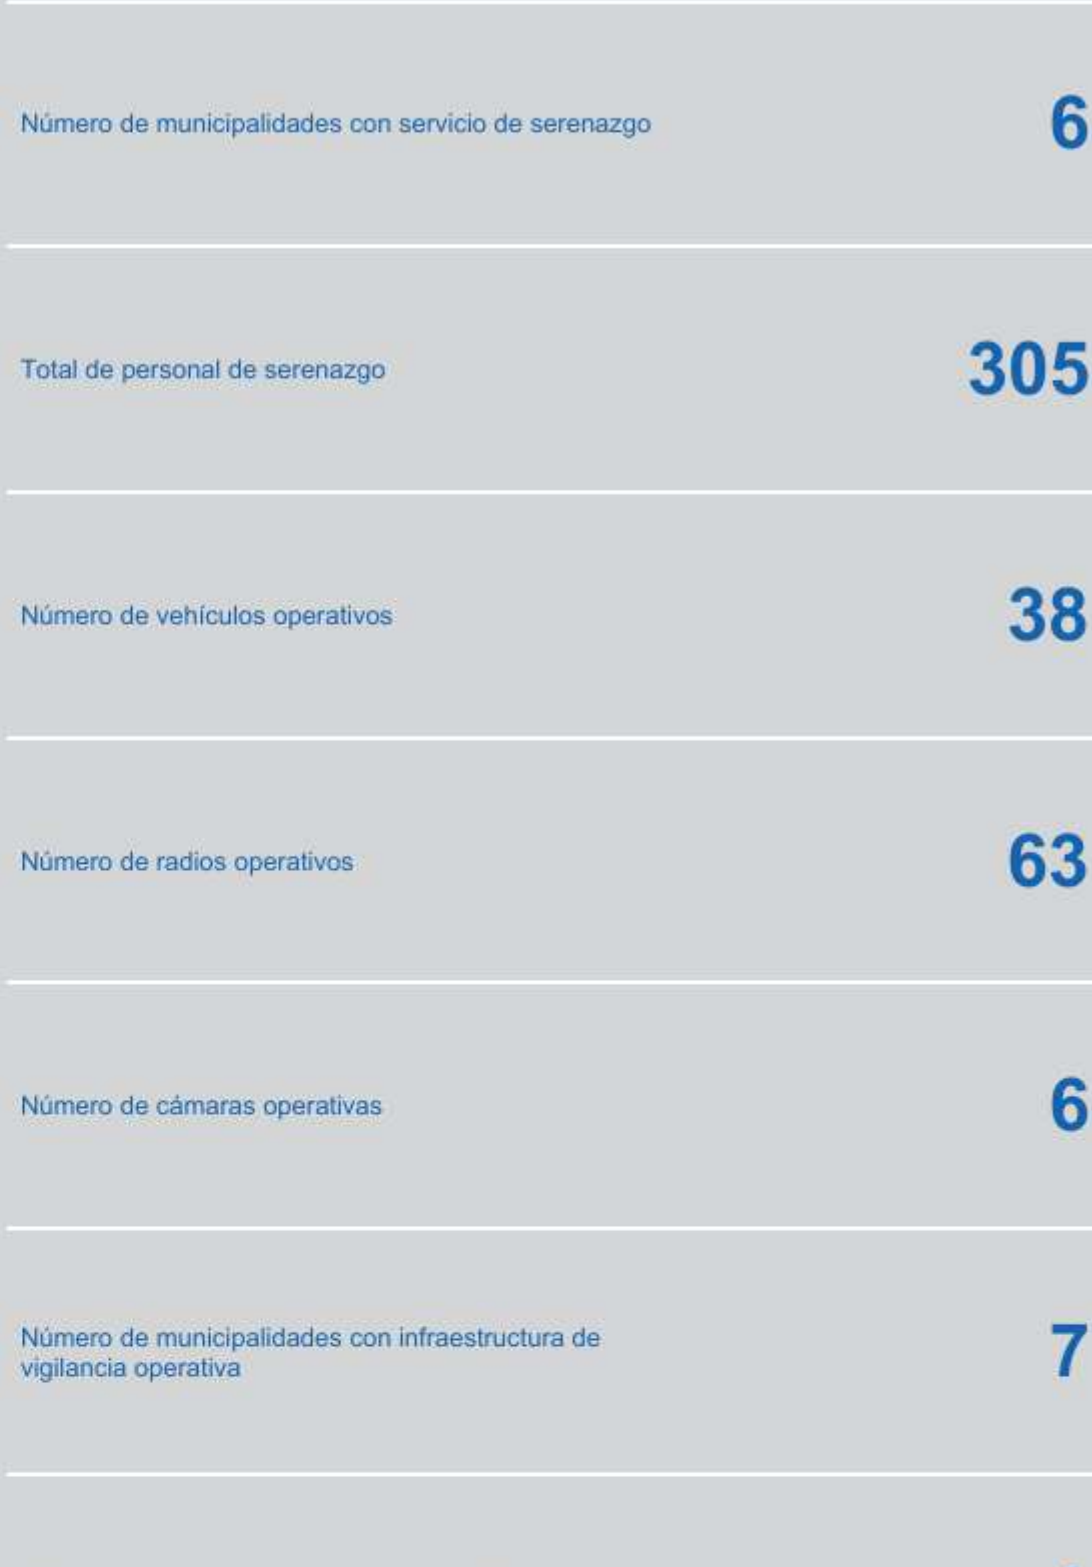 Número de municipalidades con servicio de serenazgo 6
Total de personal de serenazgo 305
Número de vehículos operativos 38
Número de radios operativos 63
Número de cámaras operativas 6
Número de municipalidades con infraestructura de
vigilancia operativa 7